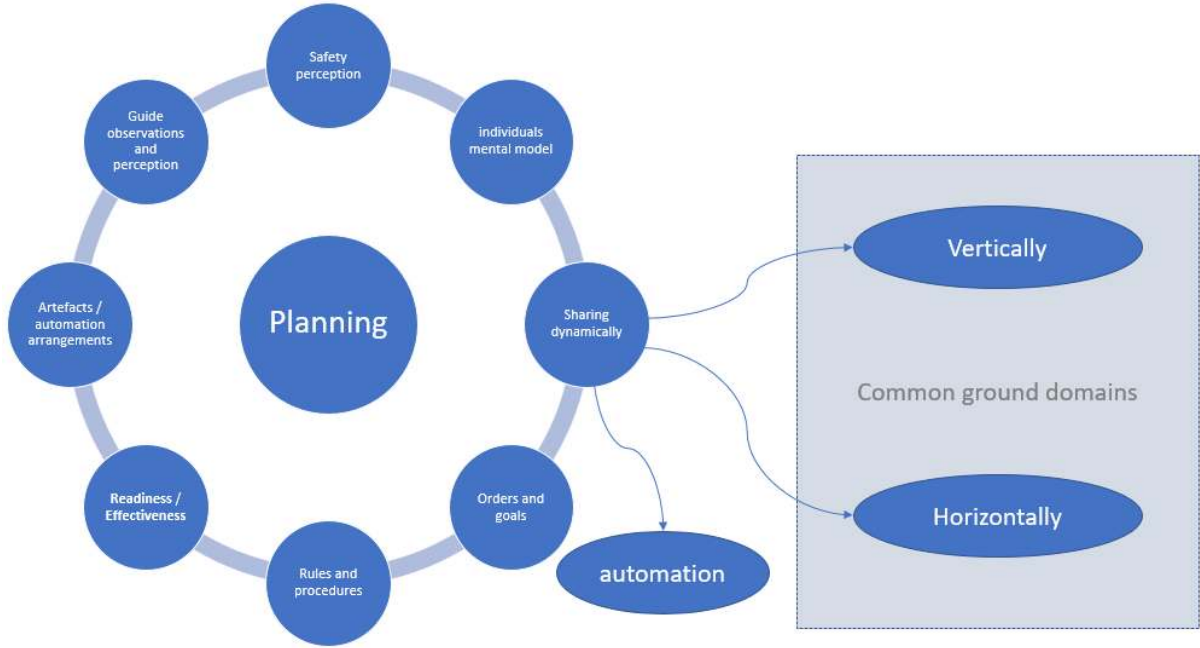 Safety
perception
individuals
mental model
Sharing
dynamically
Orders and
goals
Rules and
procedures
Readiness /
Effectiveness
Artefacts /
automation
arrangements
Guide
observations
and
perception
Planning
automation
Vertically
Common ground domains
Horizontally